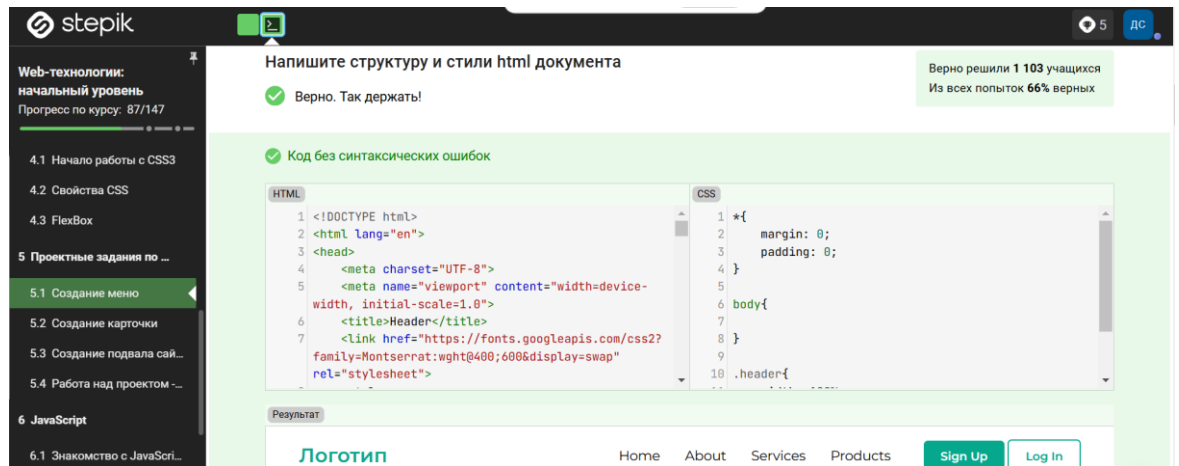 stepik
5
ДС
Web-технологии:
начальный уровень
Прогресс по курсу: 87/147
4.1 Начало работы с CSS3
4.2 Свойства CSS
4.3 FlexBox
5 Проектные задания по ...
5.1 Создание меню
5.2 Создание карточки
5.3 Создание подвала сай...
5.4 Работа над проектом -...
6 JavaScript
6.1 Знакомство с JavaScri...
Напишите структуру и стили html документа
Верно. Так держать!
Верно решили 1 103 учащихся
Из всех попыток 66% верных
Код без синтаксических ошибок
HTML
1 <!DOCTYPE html>
2 <html lang="en">
3 <head>
4 <meta charset="UTF-8">
5 <meta name="viewport" content="width=device-
width, initial-scale=1.0">
6 <title>Header</title>
7 <link href="https://fonts.googleapis.com/css2?
family=Montserrat:wght@400;600&display=swap"
rel="stylesheet">
CSS
1 *{
2 margin: 0;
3 padding: 0;
4 }
5
6 body{
7
8 }
9
10 .header{
Результат
Логотип
Home About Services Products
Sign Up
Log In